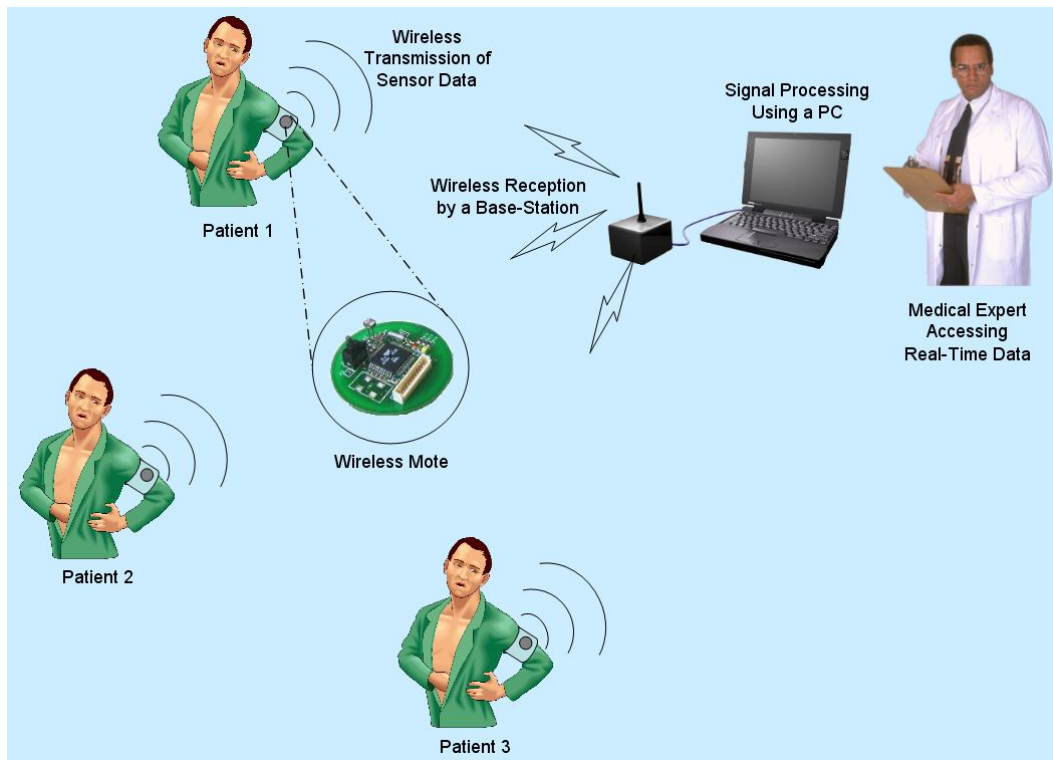 Wireless
Transmission of
Sensor Data
Signal Processing
Using a PC
Wireless Reception
by a Base-Station
Patient 1
Medical Expert
Accessing
Real-Time Data
Wireless Mote
Patient 2
Patient 3